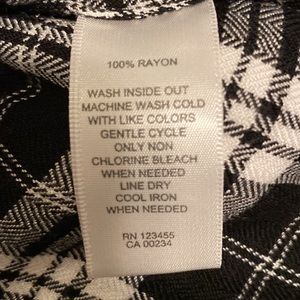 100% RAYON
WASH INSIDE OUT
MACHINE WASH COLD
WITH LIKE COLORS
GENTLE CYCLE
ONLY NON
CHLORINE BLEACH
WHEN NEEDED
LINE DRY
COOL IRON
WHEN NEEDED
RN 123455
CA 00234